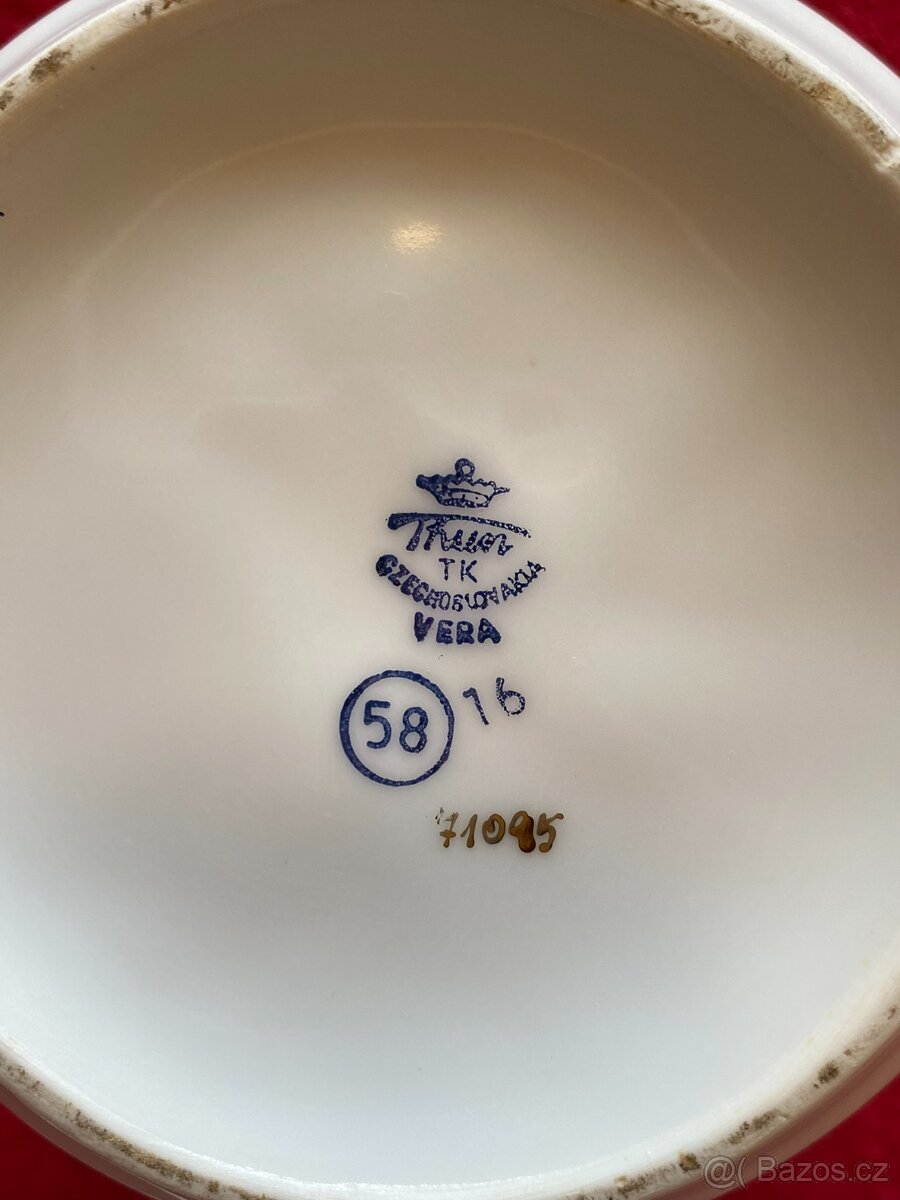 Thun
TK
CZECHOSLOVAKIA
VERA
58 16
71095
@( Bazos.cz